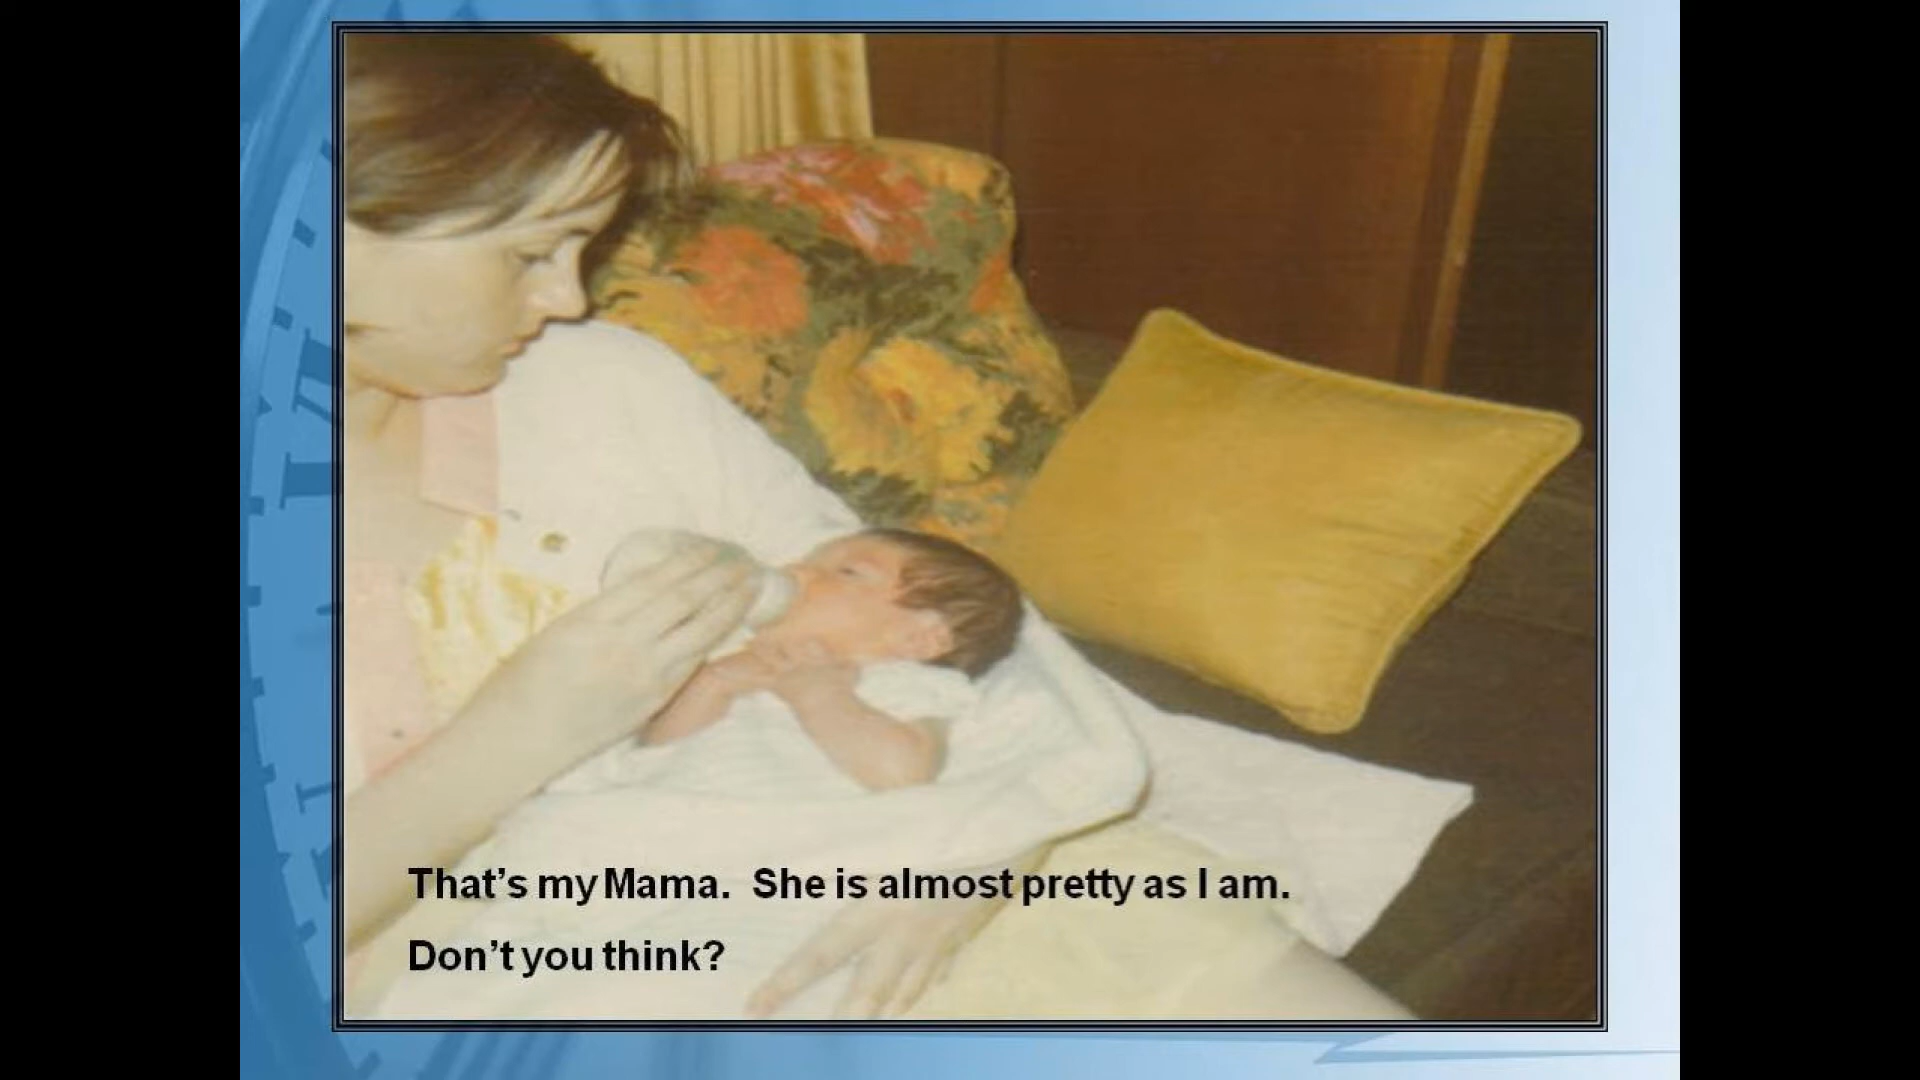 That’s my Mama.  She is almost pretty as I am.
Don’t you think?